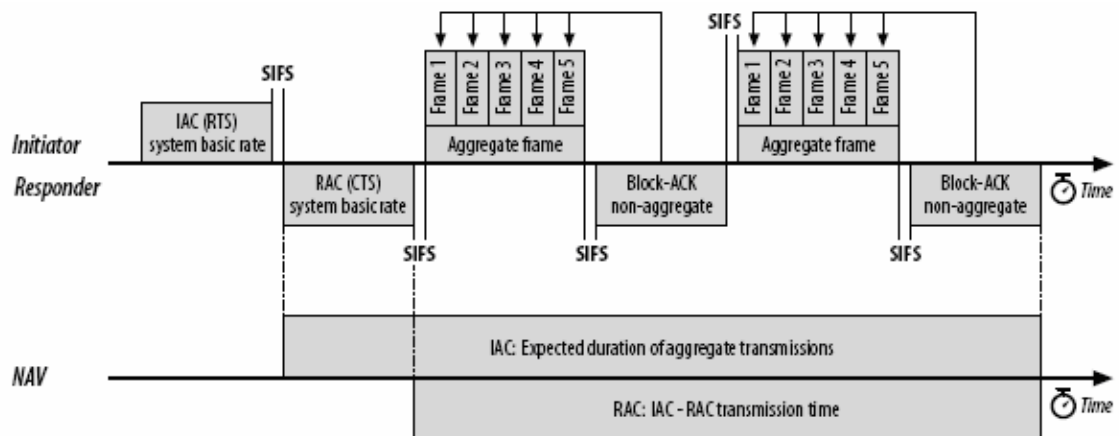 SIFS
Frame 1
Frame 2
Frame 3
Frame 4
Frame 5
SIFS
Frame 1
Frame 2
Frame 3
Frame 4
Frame 5
IAC (RTS)
system basic rate
Aggregate frame
Aggregate frame
Initiator
Responder
RAC (CTS)
system basic rate
Block-ACK
non-aggregate
Block-ACK
non-aggregate
Time
SIFS
SIFS
SIFS
IAC: Expected duration of aggregate transmissions
NAV
RAC: IAC - RAC transmission time
Time